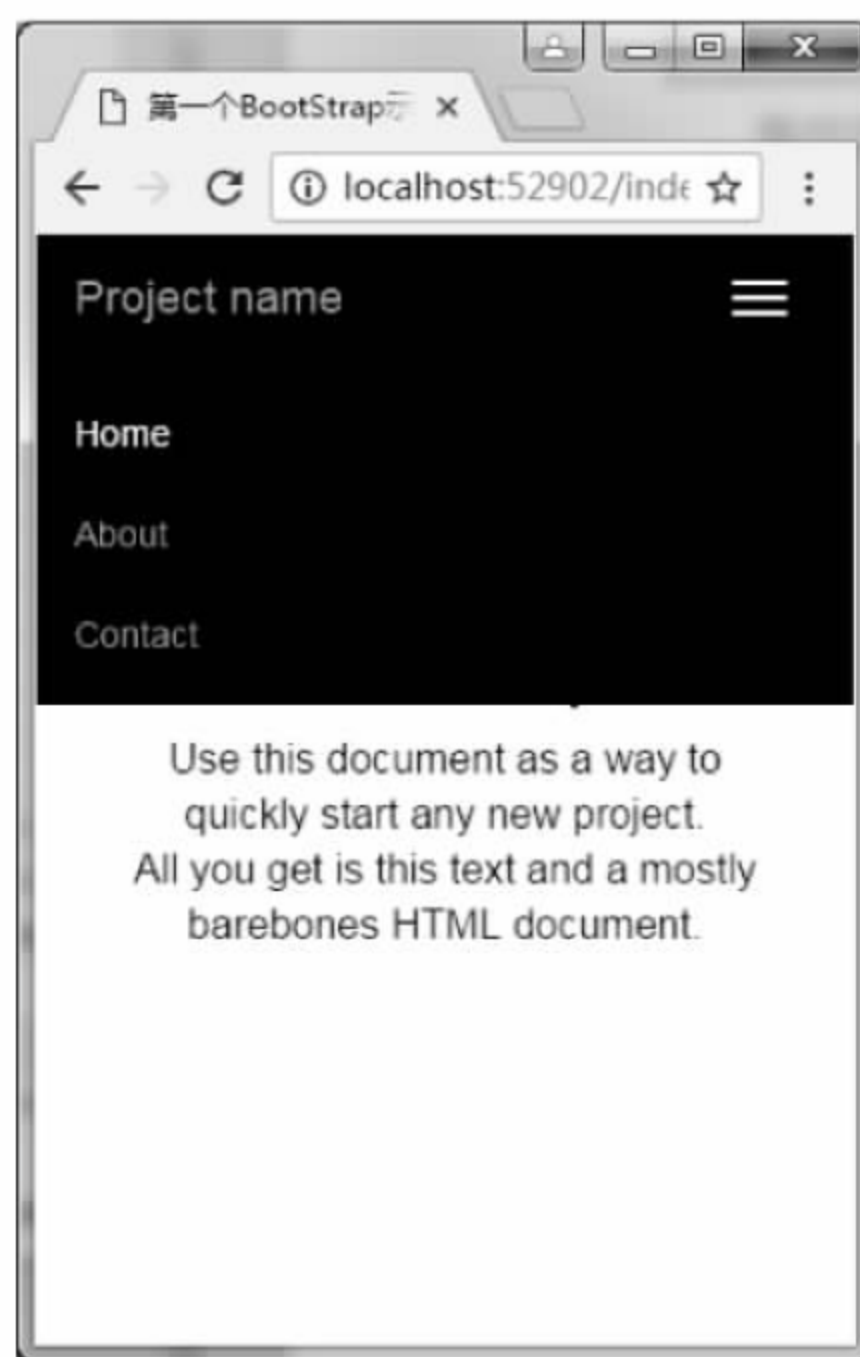 第一个BootStrap示
localhost:52902/inde
Project name
Home
About
Contact
Use this document as a way to
quickly start any new project.
All you get is this text and a mostly
barebones HTML document.